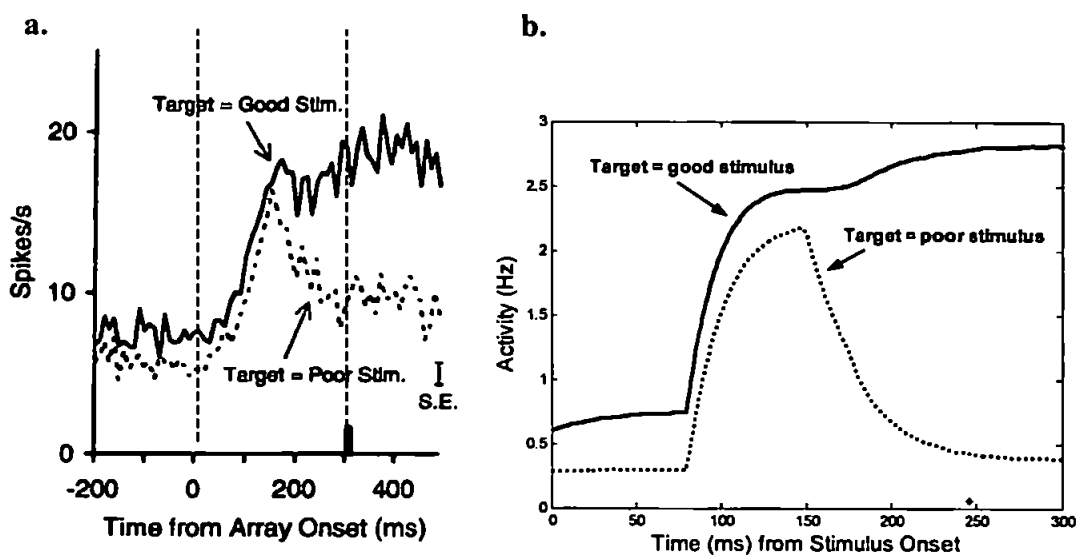 a.
Target = Good Stim.
20
Spikes/s
10
Target = Poor Stim.
S.E.
0
-200 0 200 400
Time from Array Onset (ms)
b.
3
Target = good stimulus
2.5
Target = poor stimulus
2
Activity (Hz)
1.5
1
0.5
0
0 50 100 150 200 250 300
Time (ms) from Stimulus Onset